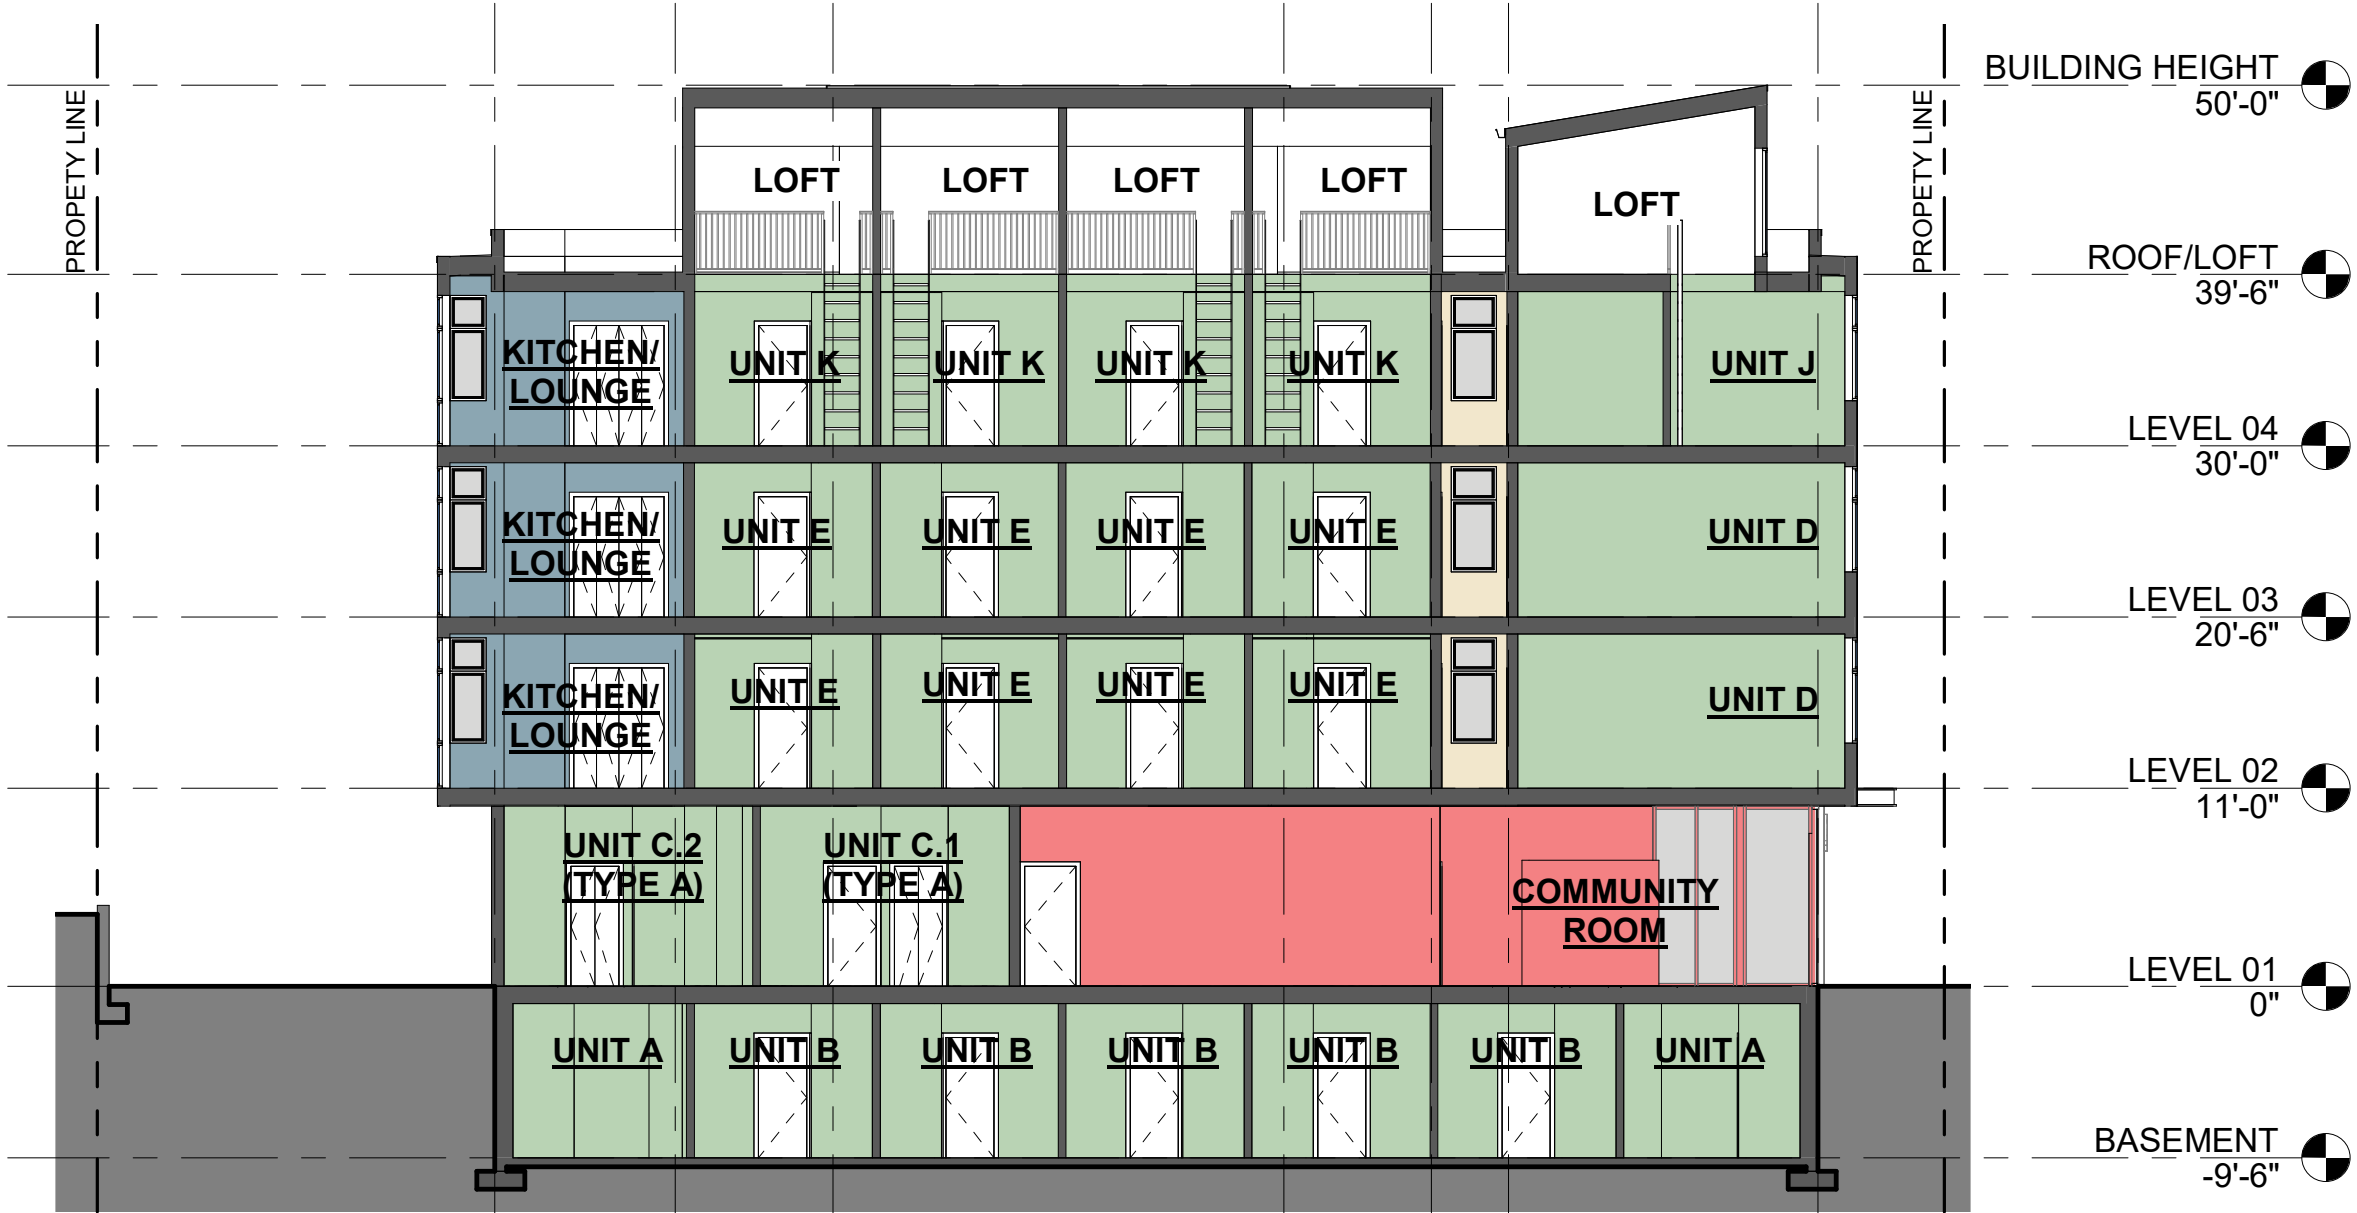 BUILDING HEIGHT
50'-0"
PROPETY LINE
PROPETY LINE
LOFT
LOFT
LOFT
LOFT
LOFT
ROOF/LOFT
39'-6"
KITCHEN/
LOUNGE
UNIT K
UNIT K
UNIT K
UNIT K
UNIT J
LEVEL 04
30'-0"
KITCHEN/
LOUNGE
UNIT E
UNIT E
UNIT E
UNIT E
UNIT D
LEVEL 03
20'-6"
KITCHEN/
LOUNGE
UNIT E
UNIT E
UNIT E
UNIT E
UNIT D
LEVEL 02
11'-0"
UNIT C.2
(TYPE A)
UNIT C.1
(TYPE A)
COMMUNITY
ROOM
LEVEL 01
0"
UNIT A
UNIT B
UNIT B
UNIT B
UNIT B
UNIT B
UNIT A
BASEMENT
-9'-6"